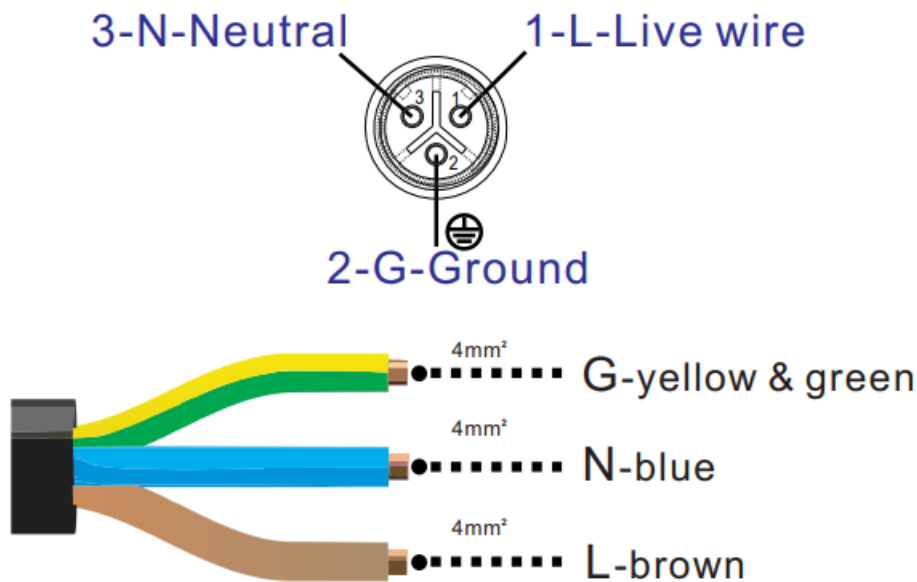 3-N-Neutral
1-L-Live wire
3
1
2
2-G-Ground
4mm²
G-yellow & green
4mm²
N-blue
4mm²
L-brown